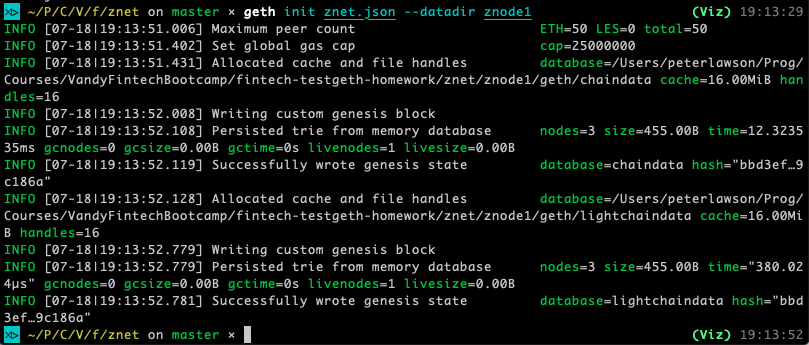 ~/P/C/V/f/znet on master × geth init znet.json --datadir znode1 (Viz) 19:13:29
INFO [07-18|19:13:51.006] Maximum peer count ETH=50 LES=0 total=50
INFO [07-18|19:13:51.402] Set global gas cap cap=25000000
INFO [07-18|19:13:51.431] Allocated cache and file handles database=/Users/peterlawson/Prog/
Courses/VandyFintechBootcamp/fintech-testgeth-homework/znet/znode1/geth/chaindata cache=16.00MiB han
dles=16
INFO [07-18|19:13:52.008] Writing custom genesis block
INFO [07-18|19:13:52.108] Persisted trie from memory database nodes=3 size=455.00B time=12.3235
35ms gcnodes=0 gcsize=0.00B gctime=0s livenodes=1 livesize=0.00B
INFO [07-18|19:13:52.119] Successfully wrote genesis state database=chaindata hash="bbd3ef…9
c186a"
INFO [07-18|19:13:52.128] Allocated cache and file handles database=/Users/peterlawson/Prog/
Courses/VandyFintechBootcamp/fintech-testgeth-homework/znet/znode1/geth/lightchaindata cache=16.00Mi
B handles=16
INFO [07-18|19:13:52.779] Writing custom genesis block
INFO [07-18|19:13:52.779] Persisted trie from memory database nodes=3 size=455.00B time="380.02
4µs" gcnodes=0 gcsize=0.00B gctime=0s livenodes=1 livesize=0.00B
INFO [07-18|19:13:52.781] Successfully wrote genesis state database=lightchaindata hash="bbd
3ef…9c186a"
~/P/C/V/f/znet on master × (Viz) 19:13:52